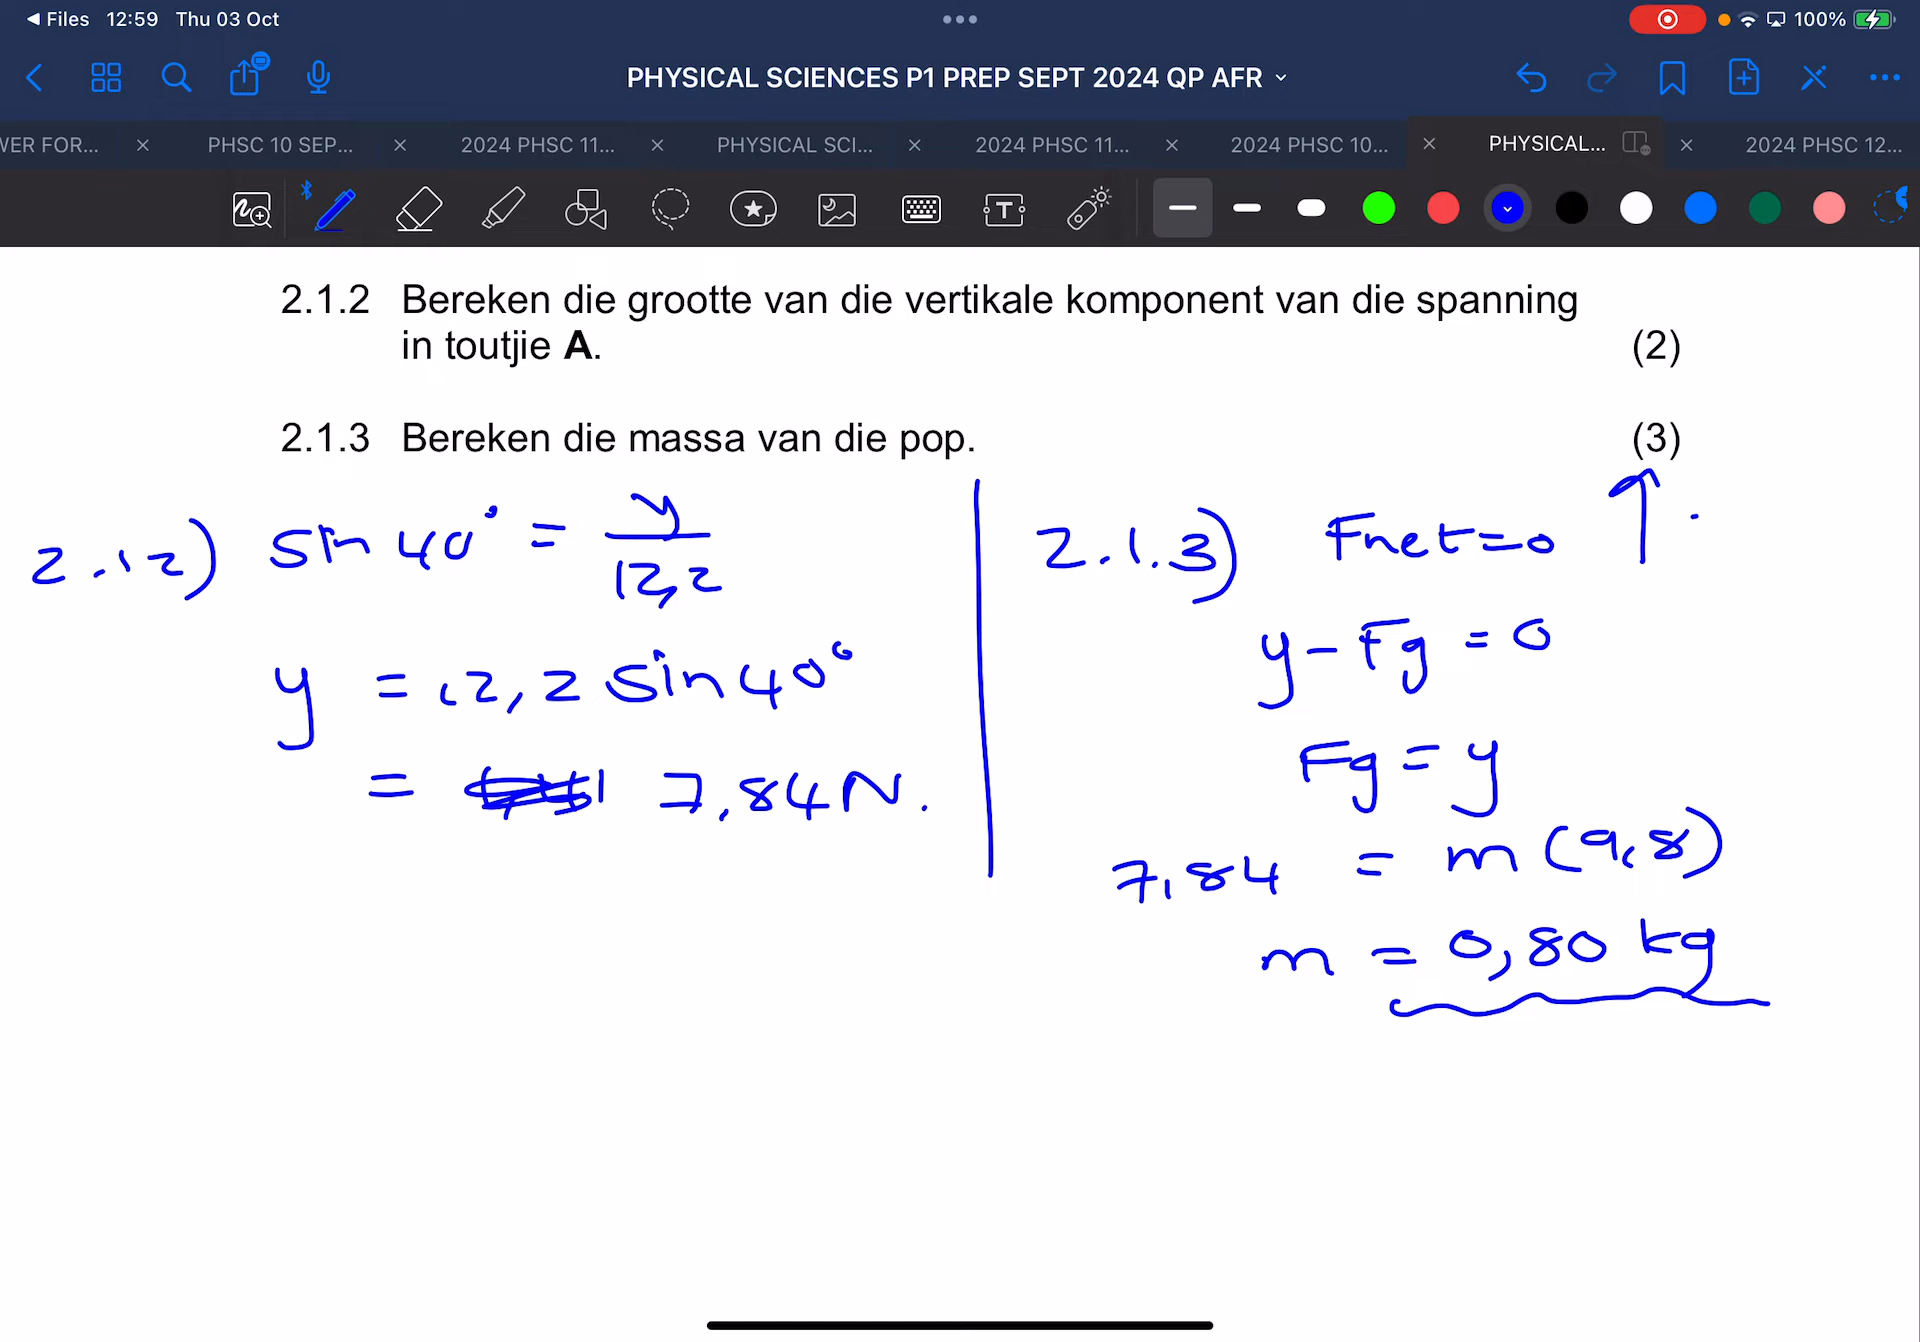 Files 12:59 Thu 03 Oct
100%
PHYSICAL SCIENCES P1 PREP SEPT 2024 QP AFR
VER FOR... PHSC 10 SEP... 2024 PHSC 11... PHYSICAL SCI... 2024 PHSC 11... 2024 PHSC 10... PHYSICAL... 2024 PHSC 12...
2.1.2 Bereken die grootte van die vertikale komponent van die spanning
in toutjie A. (2)
2.1.3 Bereken die massa van die pop. (3)
2.12) sin 40° = y
12,2
y = 12,2 sin 40°
= 7,84 N.
2.1.3) Fnet=0 ↑ .
y - Fg = 0
Fg = y
7,84 = m (9,8)
m = 0,80 kg